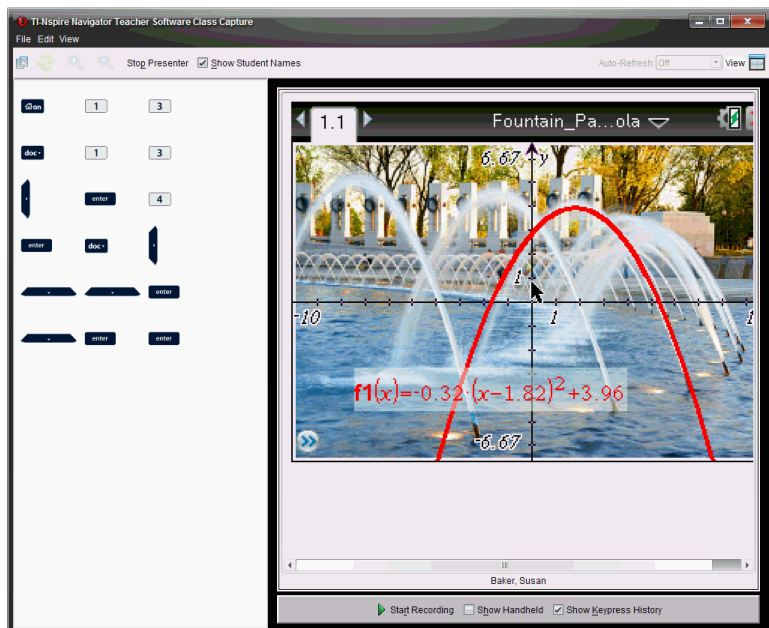 TI-Nspire Navigator Teacher Software Class Capture
File Edit View
Stop Presenter Show Student Names Auto-Refresh: Off View
on 1 3
doc 1 3
enter 4
enter doc
enter
enter enter
1.1 Fountain_Pa...ola
6.67 y
1
-10 1 1
f1(x)=-0.32·(x-1.82)²+3.96
-6.67
Baker, Susan
Start Recording Show Handheld Show Keypress History